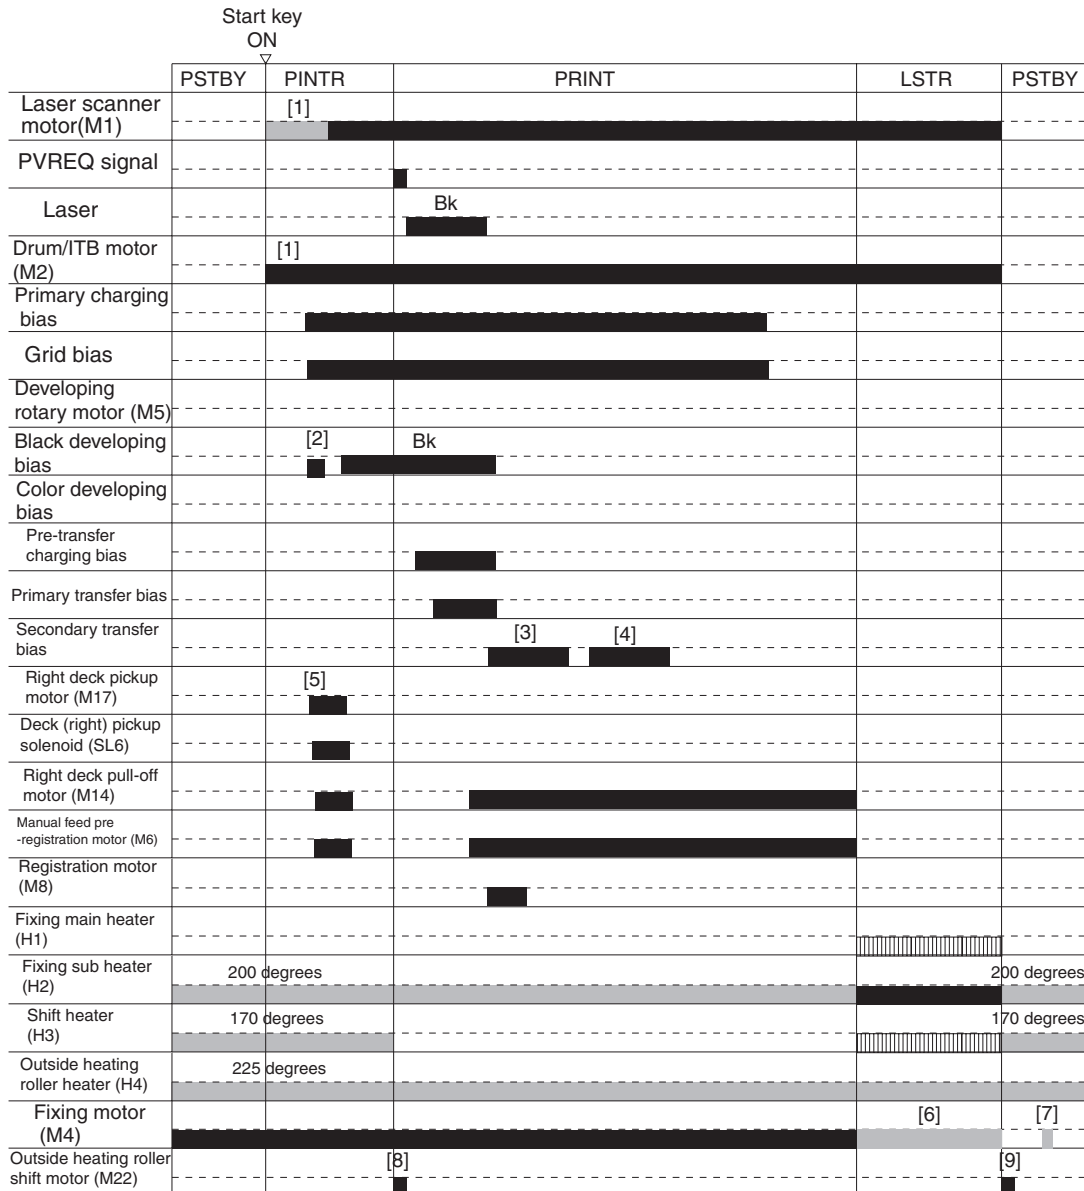 Start key
ON
PSTBY PINTR PRINT LSTR PSTBY
Laser scanner
motor(M1)
[1]
PVREQ signal
Laser
Bk
Drum/ITB motor
(M2)
[1]
Primary charging
bias
Grid bias
Developing
rotary motor (M5)
Black developing
bias
[2] Bk
Color developing
bias
Pre-transfer
charging bias
Primary transfer bias
Secondary transfer
bias
[3] [4]
Right deck pickup
motor (M17)
[5]
Deck (right) pickup
solenoid (SL6)
Right deck pull-off
motor (M14)
Manual feed pre
-registration motor (M6)
Registration motor
(M8)
Fixing main heater
(H1)
Fixing sub heater
(H2)
200 degrees 200 degrees
Shift heater
(H3)
170 degrees 170 degrees
Outside heating
roller heater (H4)
225 degrees
Fixing motor
(M4)
[6] [7]
Outside heating roller
shift motor (M22)
[8] [9]